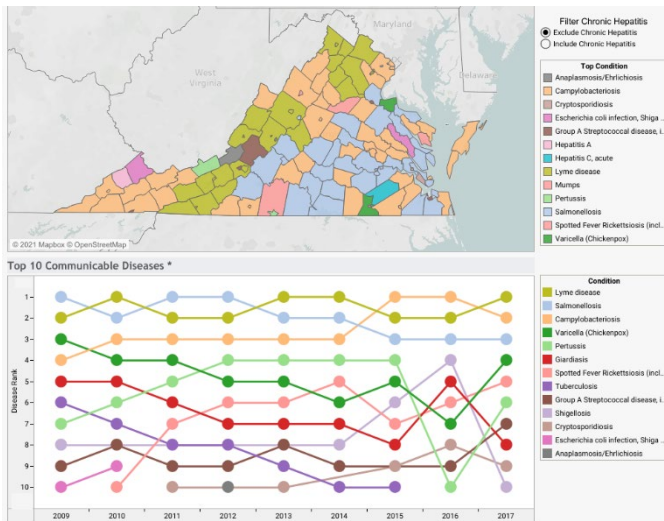 Maryland
West
Virginia
Delaware
© 2021 Mapbox © OpenStreetMap
Filter Chronic Hepatitis
Exclude Chronic Hepatitis
Include Chronic Hepatitis
Top Condition
Anaplasmosis/Ehrlichiosis
Campylobacteriosis
Cryptosporidiosis
Escherichia coli infection, Shiga ..
Group A Streptococcal disease, i..
Hepatitis A
Hepatitis C, acute
Lyme disease
Mumps
Pertussis
Salmonellosis
Spotted Fever Rickettsiosis (incl..
Varicella (Chickenpox)
Top 10 Communicable Diseases *
Disease Rank
1
2
3
4
5
6
7
8
9
10
2009 2010 2011 2012 2013 2014 2015 2016 2017
Condition
Lyme disease
Salmonellosis
Campylobacteriosis
Varicella (Chickenpox)
Pertussis
Giardiasis
Spotted Fever Rickettsiosis (incl..
Tuberculosis
Group A Streptococcal disease, i..
Shigellosis
Cryptosporidiosis
Escherichia coli infection, Shiga ..
Anaplasmosis/Ehrlichiosis